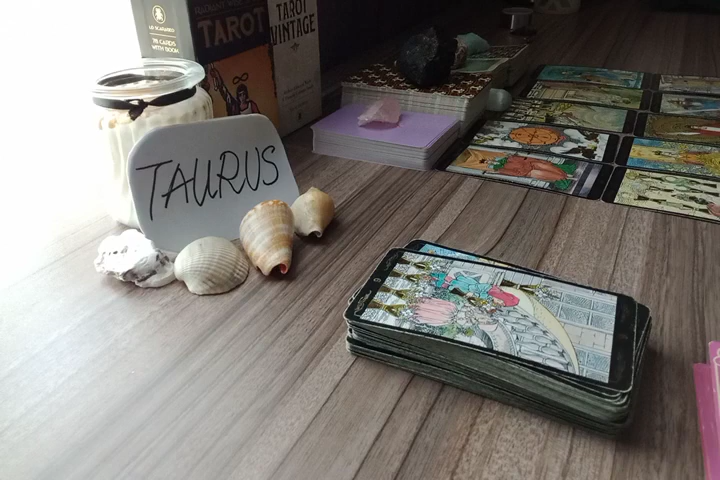 LO SCARABEO
78 CARDS
WITH BOOK
TAROT
TAROT
VINTAGE
TAURUS